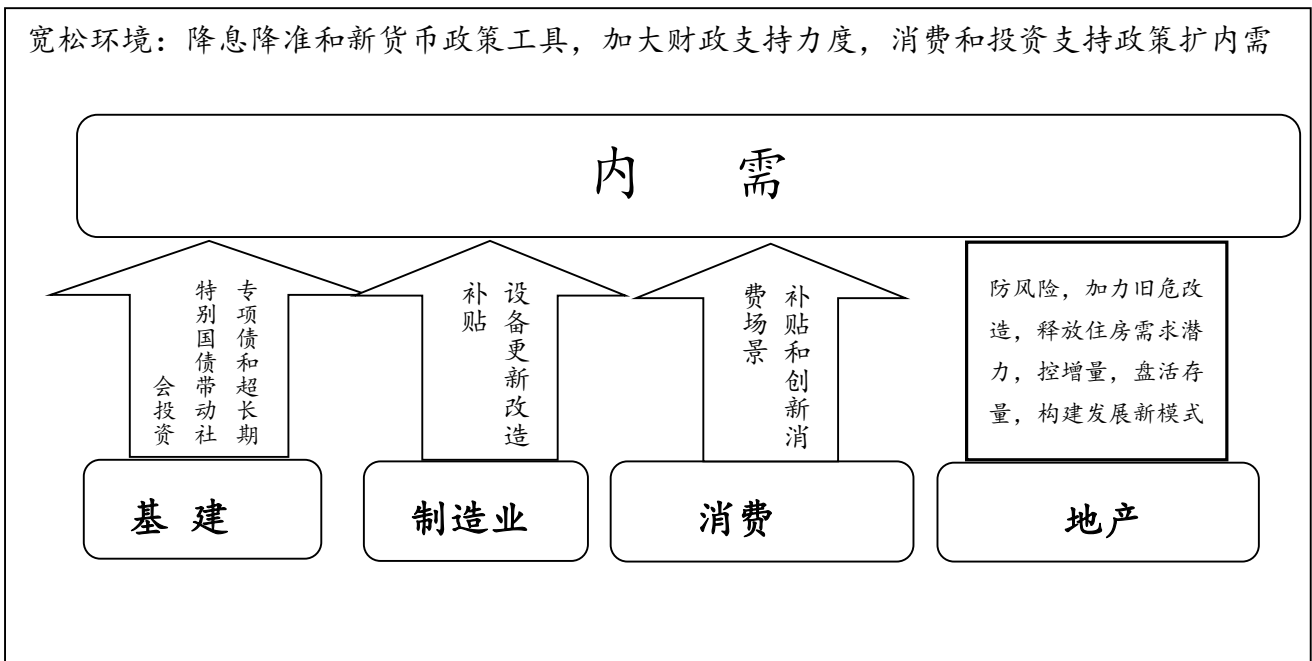 宽松环境：降息降准和新货币政策工具，加大财政支持力度，消费和投资支持政策扩内需
内 需
专项债和超长期
特别国债带动社
会投资
设备更新改造
补贴
补贴和创新消
费场景
防风险，加力旧危改
造，释放住房需求潜
力，控增量，盘活存
量，构建发展新模式
基 建
制造业
消费
地产